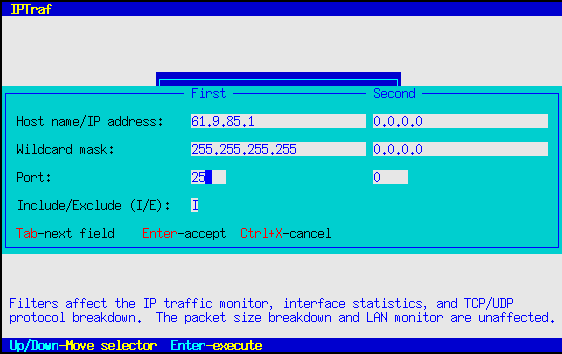 IPTraf
First Second
Host name/IP address: 61.9.85.1 0.0.0.0
Wildcard mask: 255.255.255.255 0.0.0.0
Port: 25 0
Include/Exclude (I/E): I
Tab-next field Enter-accept Ctrl+X-cancel
Filters affect the IP traffic monitor, interface statistics, and TCP/UDP
protocol breakdown. The packet size breakdown and LAN monitor are unaffected.
Up/Down-Move selector Enter-execute